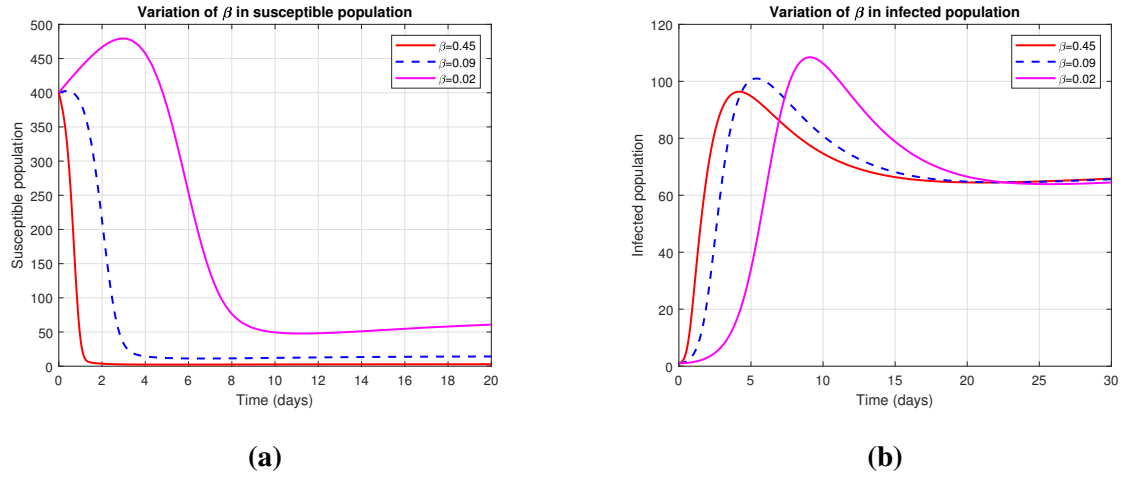 Variation of β in susceptible population
500
450
400
350
300
250
200
150
100
50
0
Susceptible population
β=0.45
β=0.09
β=0.02
0 2 4 6 8 10 12 14 16 18 20
Time (days)
(a)
Variation of β in infected population
120
100
80
60
40
20
0
Infected population
β=0.45
β=0.09
β=0.02
0 5 10 15 20 25 30
Time (days)
(b)